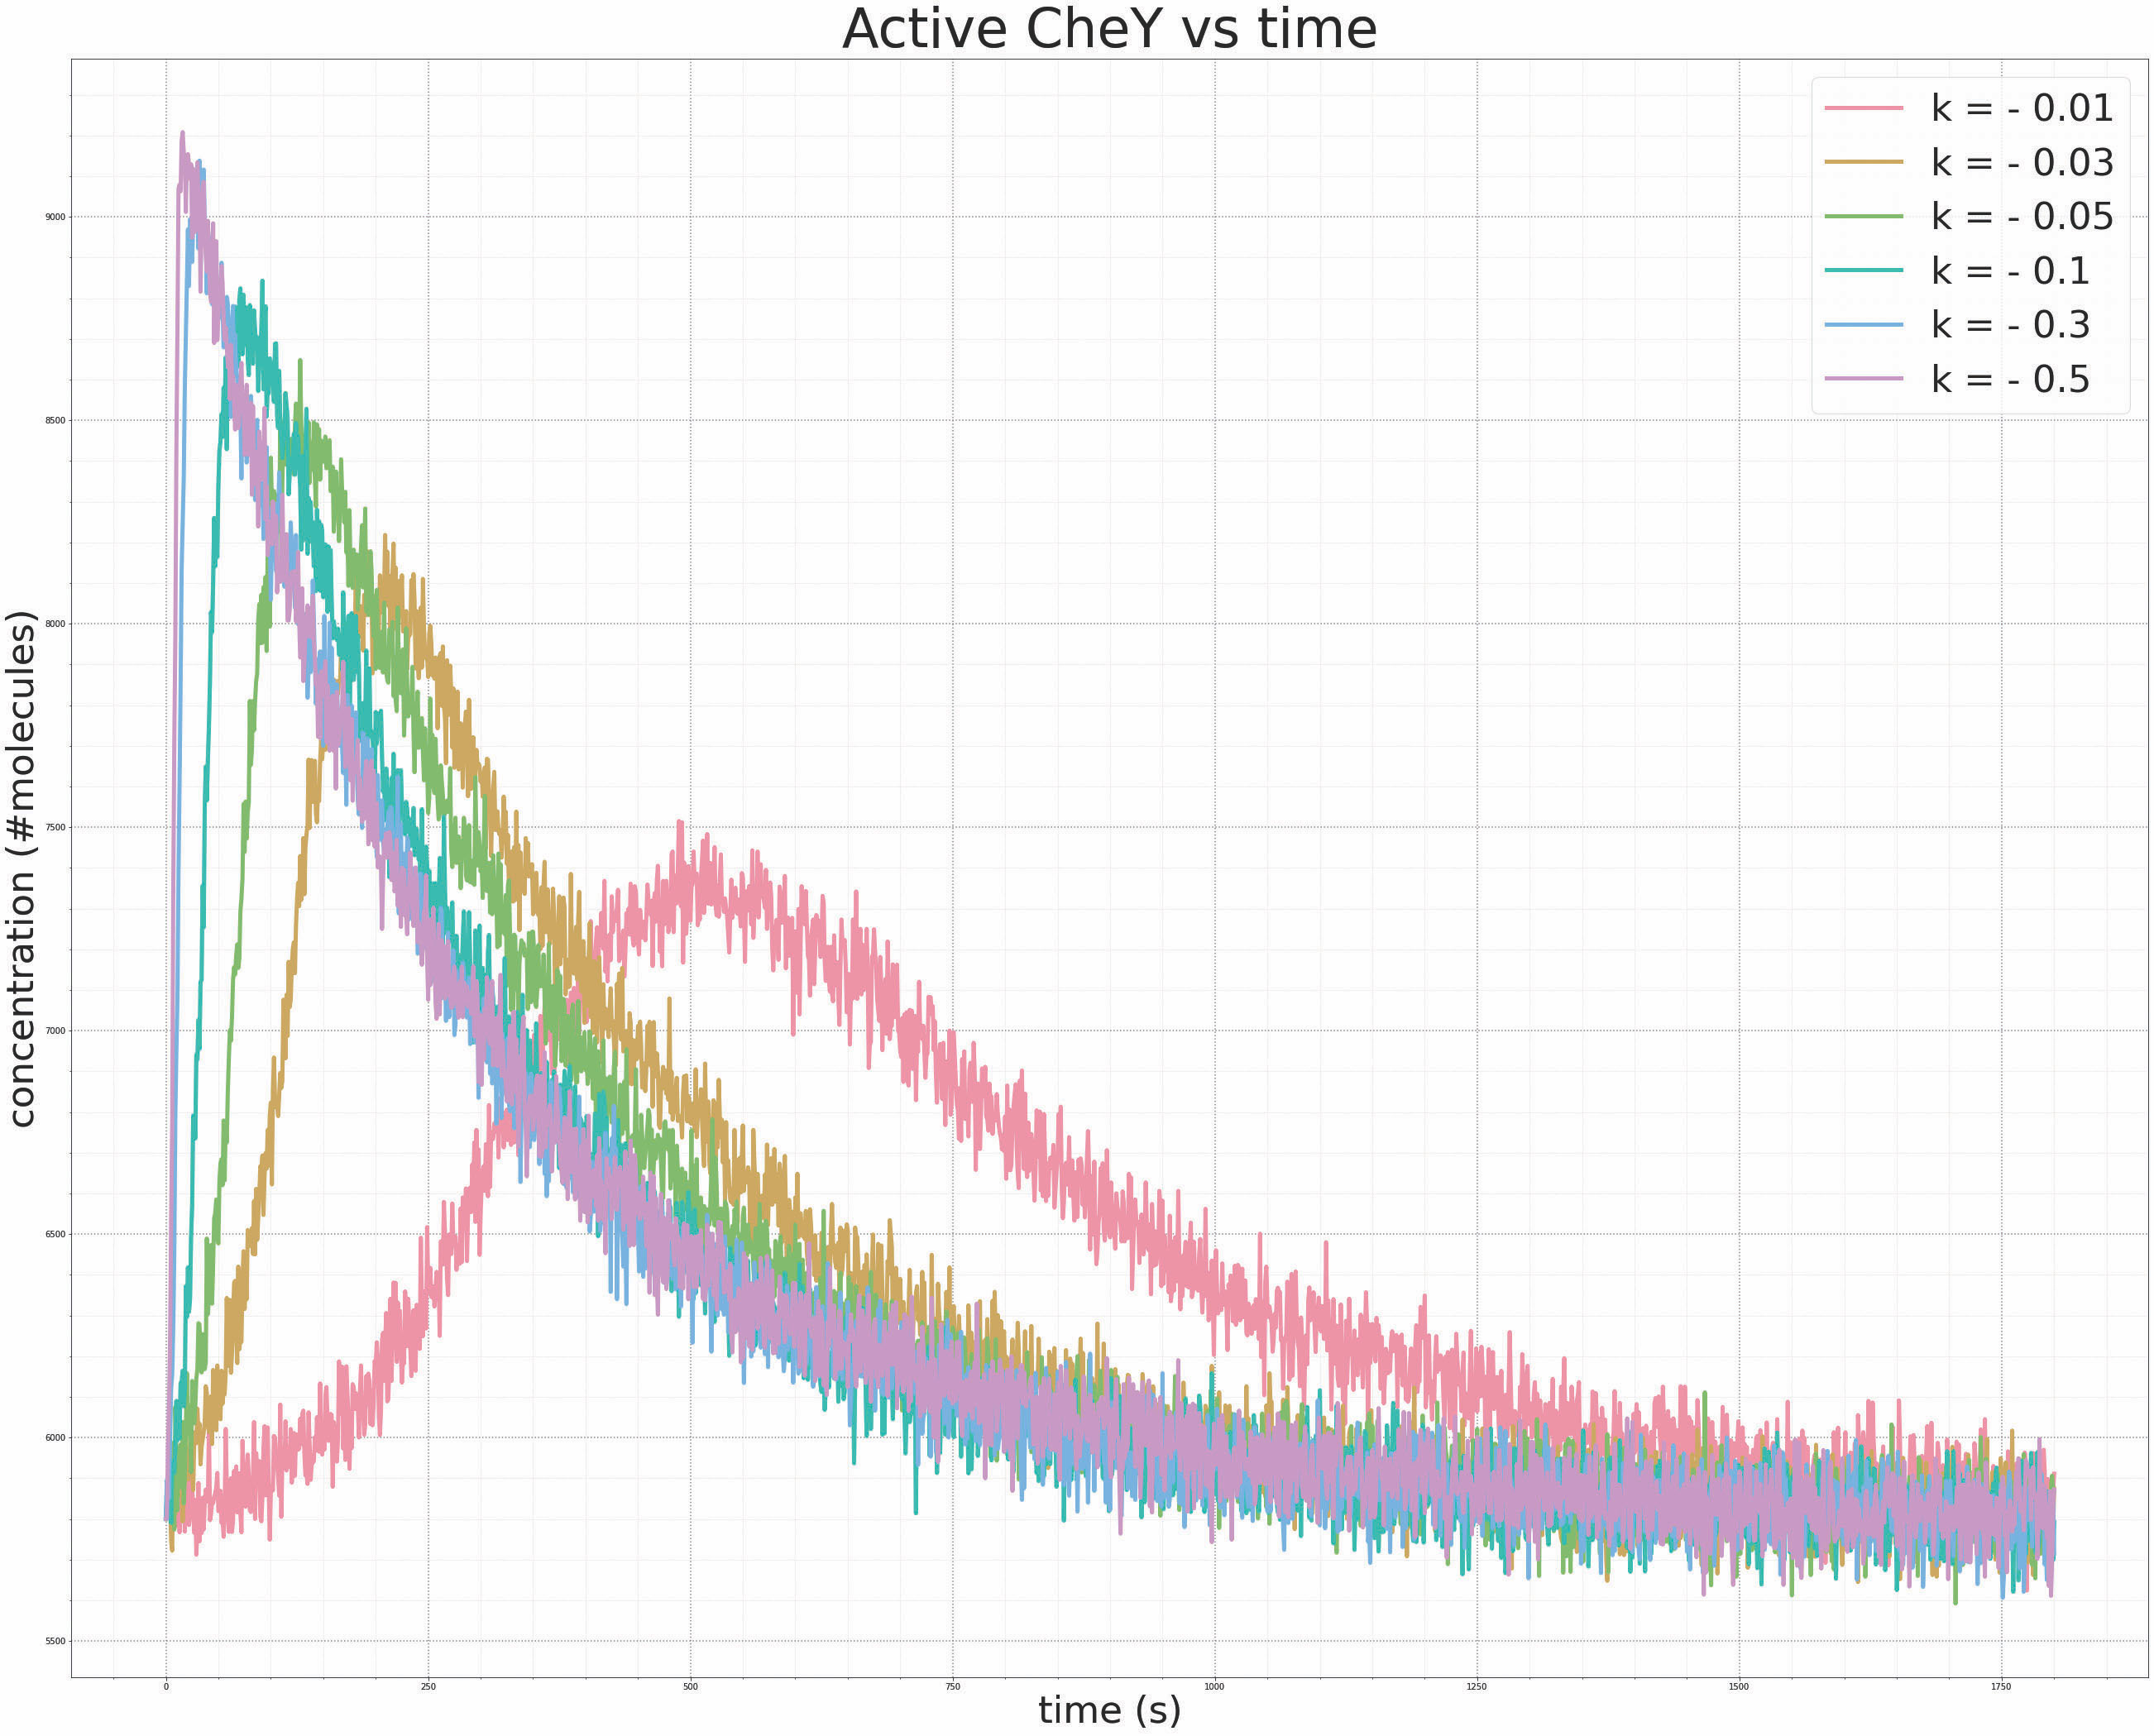 Active CheY vs time
k = - 0.01
k = - 0.03
k = - 0.05
k = - 0.1
k = - 0.3
k = - 0.5
concentration (#molecules)
9000
8500
8000
7500
7000
6500
6000
5500
0 250 500 750 1000 1250 1500 1750
time (s)